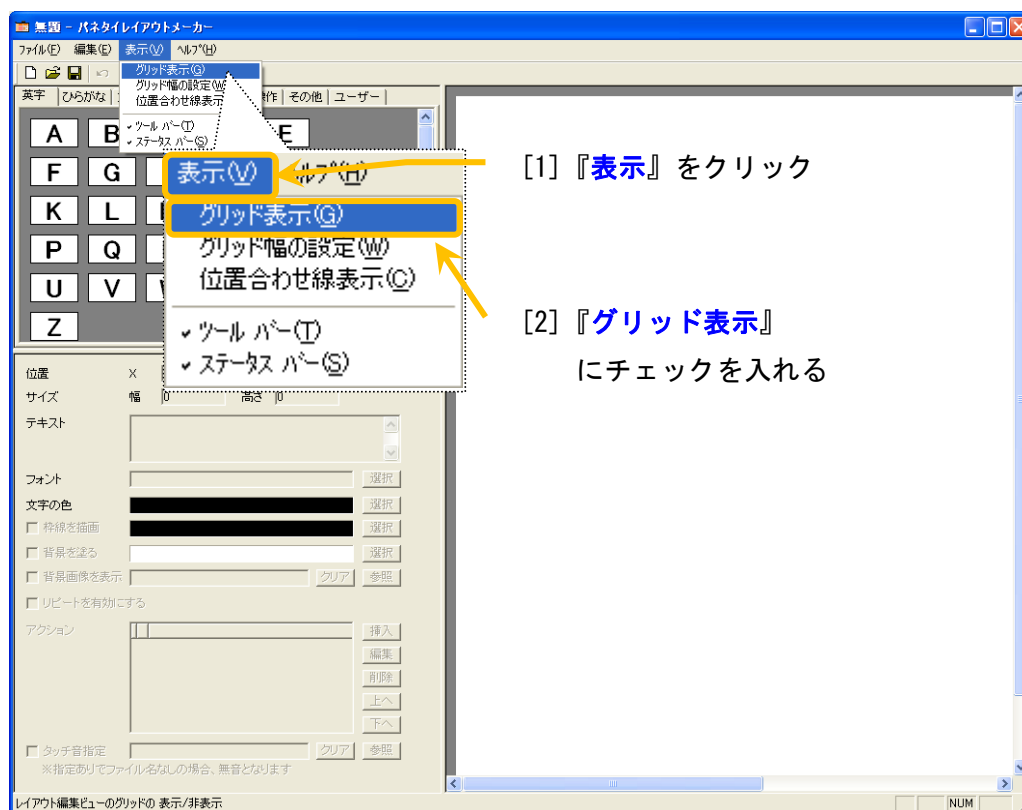 無題 - パネタイレイアウトメーカー
ファイル(F) 編集(E) 表示(V) ヘルプ(H)
グリッド表示(G)
グリッド幅の設定(W)
位置合わせ線表示
ツール バー(T)
ステータス バー(S)
英字 ひらがな 操作 その他 ユーザー
A B E
F G
K L
P Q
U V
Z
表示(V) ヘルプ(H)
グリッド表示(G)
グリッド幅の設定(W)
位置合わせ線表示(C)
ツール バー(T)
ステータス バー(S)
[1]『表示』をクリック
[2]『グリッド表示』
にチェックを入れる
位置 X
サイズ 幅 0 高さ 0
テキスト
フォント 選択
文字の色 選択
枠線を描画 選択
背景を塗る 選択
背景画像を表示 クリア 参照
リピートを有効にする
アクション 挿入
編集
削除
上へ
下へ
タッチ音指定 クリア 参照
※指定ありでファイル名なしの場合、無音となります
レイアウト編集ビューのグリッドの 表示/非表示 NUM